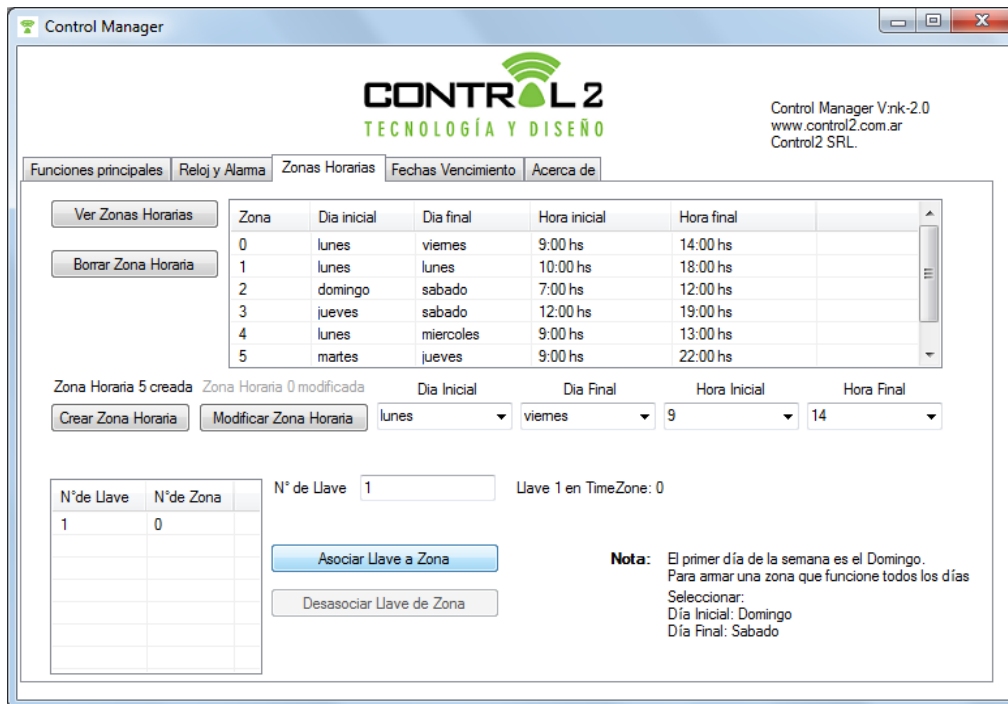 Control Manager
CONTROL 2
TECNOLOGÍA Y DISEÑO
Control Manager V:nk-2.0
www.control2.com.ar
Control2 SRL.
Funciones principales Reloj y Alarma Zonas Horarias Fechas Vencimiento Acerca de
Ver Zonas Horarias
Borrar Zona Horaria
Zona Dia inicial Dia final Hora inicial Hora final
0 lunes viernes 9:00 hs 14:00 hs
1 lunes lunes 10:00 hs 18:00 hs
2 domingo sabado 7:00 hs 12:00 hs
3 jueves sabado 12:00 hs 19:00 hs
4 lunes miercoles 9:00 hs 13:00 hs
5 martes jueves 9:00 hs 22:00 hs
Zona Horaria 5 creada Zona Horaria 0 modificada Dia Inicial Dia Final Hora Inicial Hora Final
Crear Zona Horaria Modificar Zona Horaria lunes viernes 9 14
N°de Llave N°de Zona
1 0
N° de Llave 1 Llave 1 en TimeZone: 0
Asociar Llave a Zona
Desasociar Llave de Zona
Nota: El primer día de la semana es el Domingo.
Para armar una zona que funcione todos los días
Seleccionar:
Día Inicial: Domingo
Día Final: Sabado